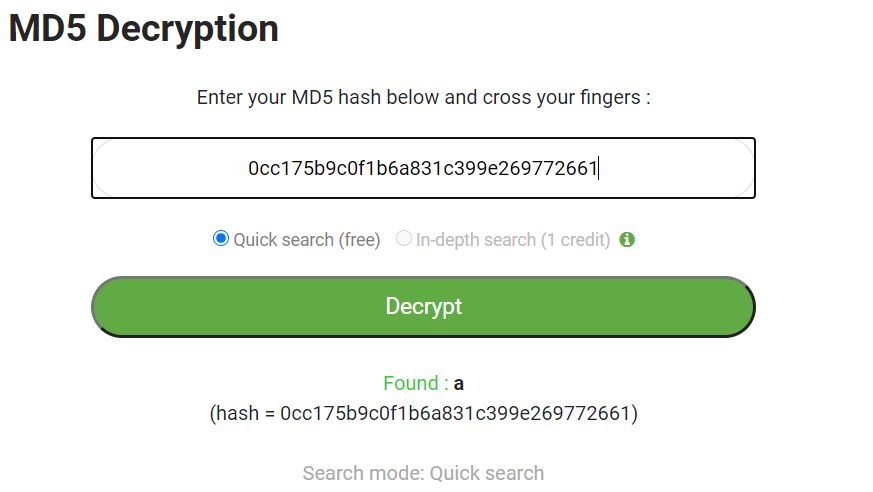 MD5 Decryption
Enter your MD5 hash below and cross your fingers :
0cc175b9c0f1b6a831c399e269772661
Quick search (free) In-depth search (1 credit)
Decrypt
Found : a
(hash = 0cc175b9c0f1b6a831c399e269772661)
Search mode: Quick search